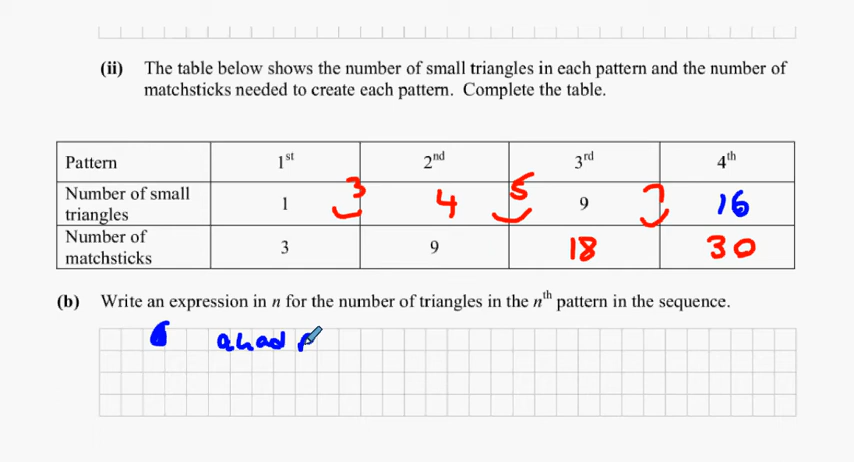 (ii) The table below shows the number of small triangles in each pattern and the number of
matchsticks needed to create each pattern. Complete the table.
Pattern 1st 2nd 3rd 4th
Number of small triangles 1 3 4 5 9 7 16
Number of matchsticks 3 9 18 30
(b) Write an expression in n for the number of triangles in the nth pattern in the sequence.